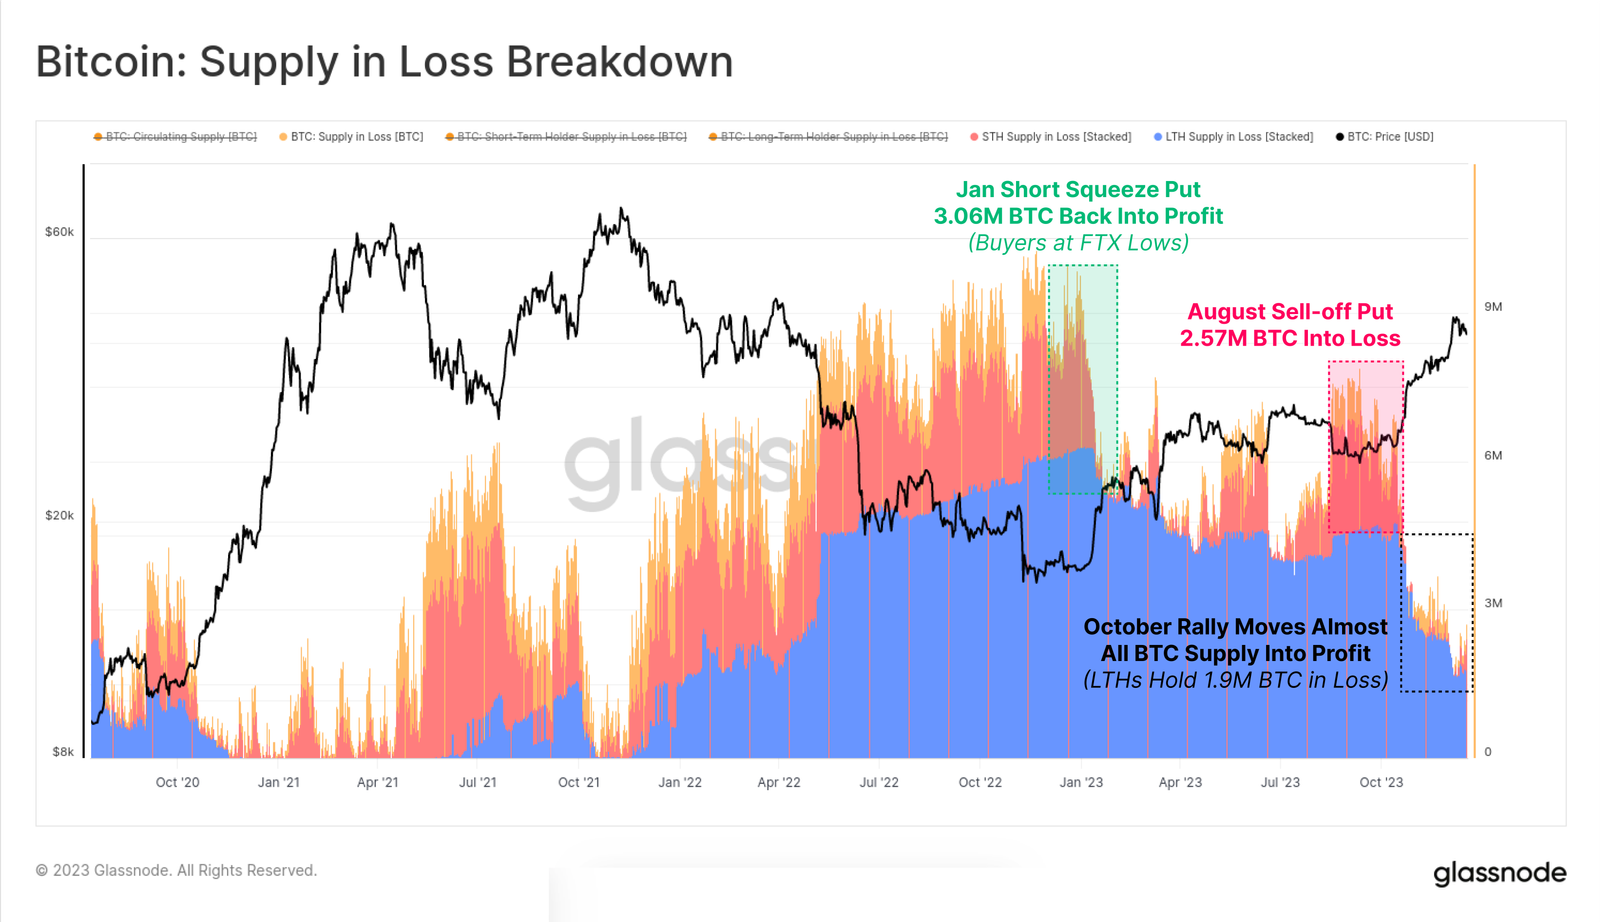 Bitcoin: Supply in Loss Breakdown
BTC: Circulating Supply [BTC] BTC: Supply in Loss [BTC] BTC: Short-Term Holder Supply in Loss [BTC] BTC: Long-Term Holder Supply in Loss [BTC] STH Supply in Loss [Stacked] LTH Supply in Loss [Stacked] BTC: Price [USD]
Jan Short Squeeze Put
3.06M BTC Back Into Profit
(Buyers at FTX Lows)
$60k
9M
August Sell-off Put
2.57M BTC Into Loss
glass
6M
$20k
3M
October Rally Moves Almost
All BTC Supply Into Profit
(LTHs Hold 1.9M BTC in Loss)
$8k
0
Oct '20 Jan '21 Apr '21 Jul '21 Oct '21 Jan '22 Apr '22 Jul '22 Oct '22 Jan '23 Apr '23 Jul '23 Oct '23
© 2023 Glassnode. All Rights Reserved.
glassnode